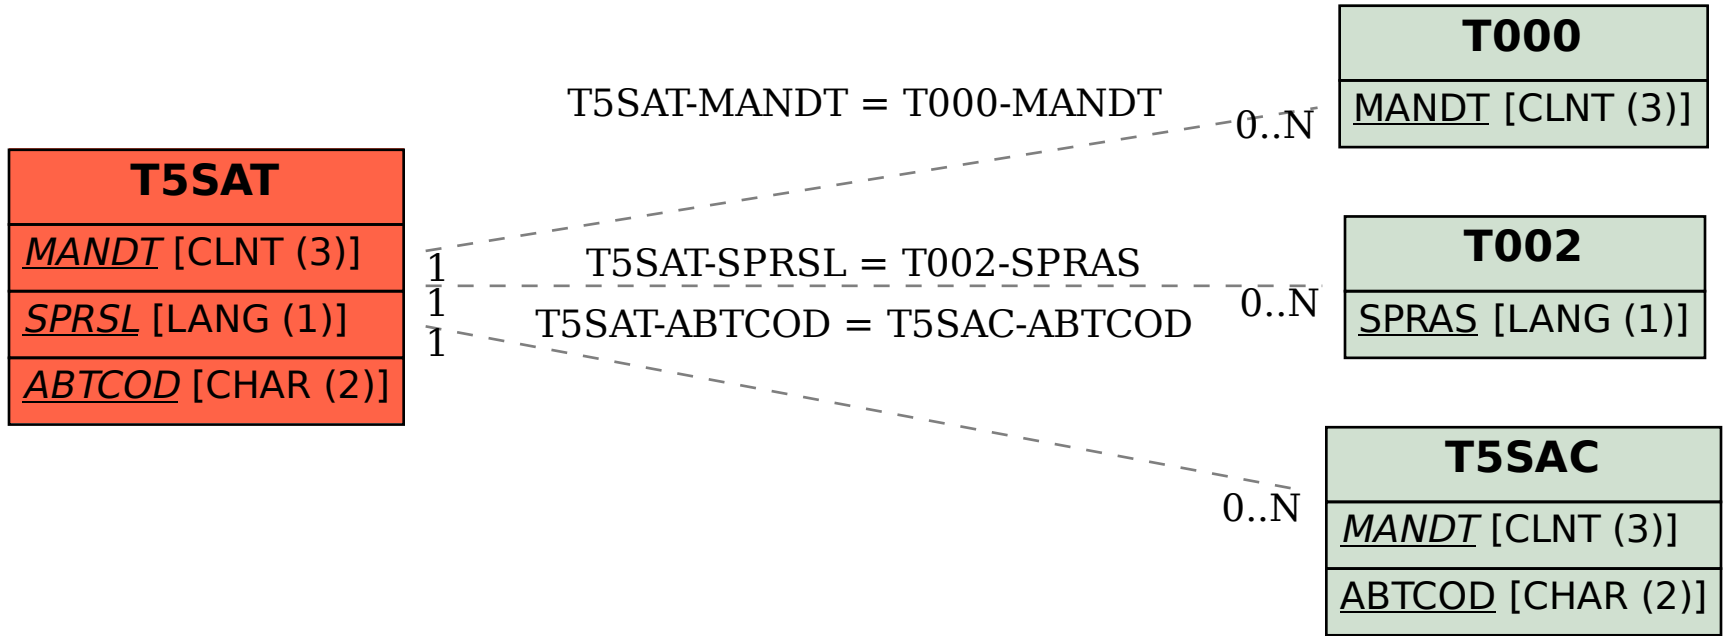 T5SAT
MANDT [CLNT (3)]
SPRSL [LANG (1)]
ABTCOD [CHAR (2)]
T5SAT-MANDT = T000-MANDT
1
0..N
T5SAT-SPRSL = T002-SPRAS
1
0..N
T5SAT-ABTCOD = T5SAC-ABTCOD
1
0..N
T000
MANDT [CLNT (3)]
T002
SPRAS [LANG (1)]
T5SAC
MANDT [CLNT (3)]
ABTCOD [CHAR (2)]